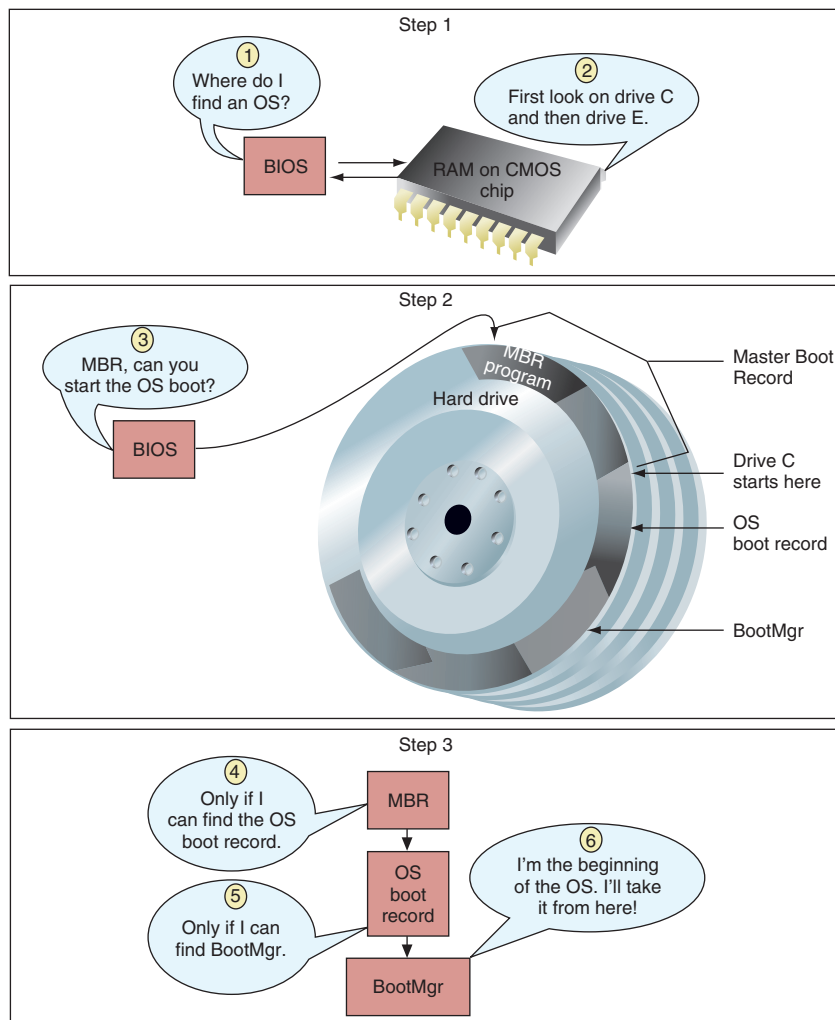 Step 1
1
Where do I
find an OS?
2
First look on drive C
and then drive E.
BIOS
RAM on CMOS
chip
Step 2
3
MBR, can you
start the OS boot?
BIOS
MBR
program
Hard drive
Master Boot
Record
Drive C
starts here
OS
boot record
BootMgr
Step 3
4
Only if I
can find the OS
boot record.
MBR
5
Only if I can
find BootMgr.
OS
boot
record
6
I'm the beginning
of the OS. I'll take
it from here!
BootMgr